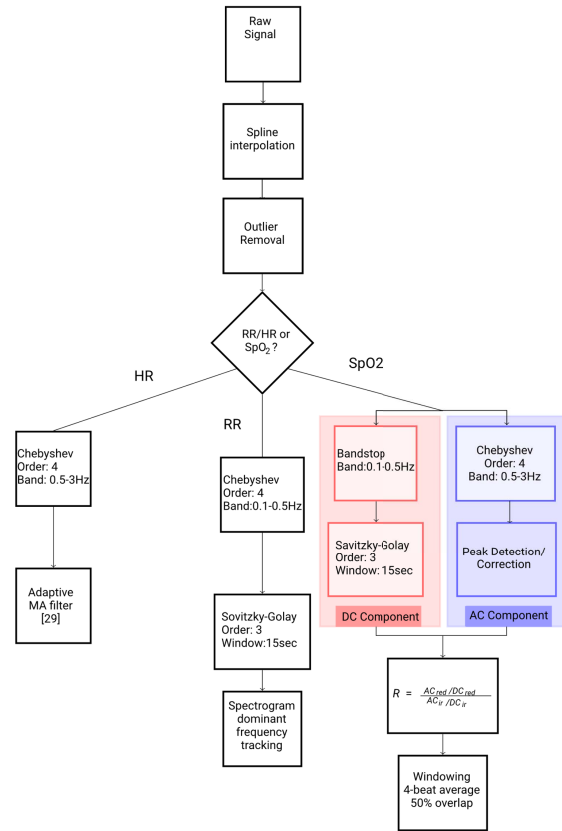 Raw
Signal
Spline
interpolation
Outlier
Removal
RR/HR or
SpO2 ?
HR
RR
SpO2
Chebyshev
Order: 4
Band: 0.5-3Hz
Adaptive
MA filter
[29]
Chebyshev
Order: 4
Band:0.1-0.5Hz
Sovitzky-Golay
Order: 3
Window:15sec
Spectrogram
dominant
frequency
tracking
Bandstop
Band:0.1-0.5Hz
Savitzky-Golay
Order: 3
Window: 15sec
DC Component
Chebyshev
Order: 4
Band: 0.5-3Hz
Peak Detection/
Correction
AC Component
R = ACred /DCred
ACir /DCir
Windowing
4-beat average
50% overlap